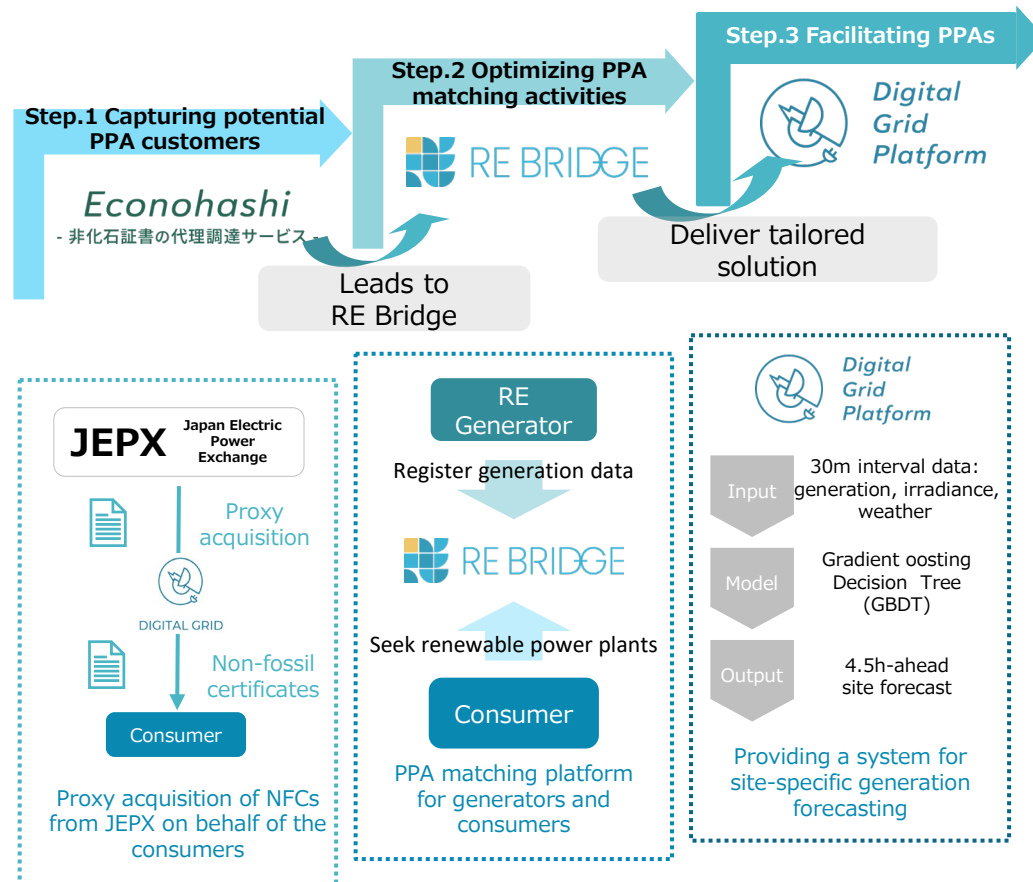 Step.1 Capturing potential
PPA customers
Econohashi
- 非化石証書の代理調達サービス -
Leads to
RE Bridge
Step.2 Optimizing PPA
matching activities
RE BRIDGE
Deliver tailored
solution
Step.3 Facilitating PPAs
Digital
Grid
Platform
JEPX
Japan Electric
Power
Exchange
Proxy
acquisition
DIGITAL GRID
Non-fossil
certificates
Consumer
Proxy acquisition of NFCs
from JEPX on behalf of the
consumers
RE
Generator
Register generation data
RE BRIDGE
Seek renewable power plants
Consumer
PPA matching platform
for generators and
consumers
Digital
Grid
Platform
Input
30m interval data:
generation, irradiance,
weather
Model
Gradient oosting
Decision Tree
(GBDT)
Output
4.5h-ahead
site forecast
Providing a system for
site-specific generation
forecasting